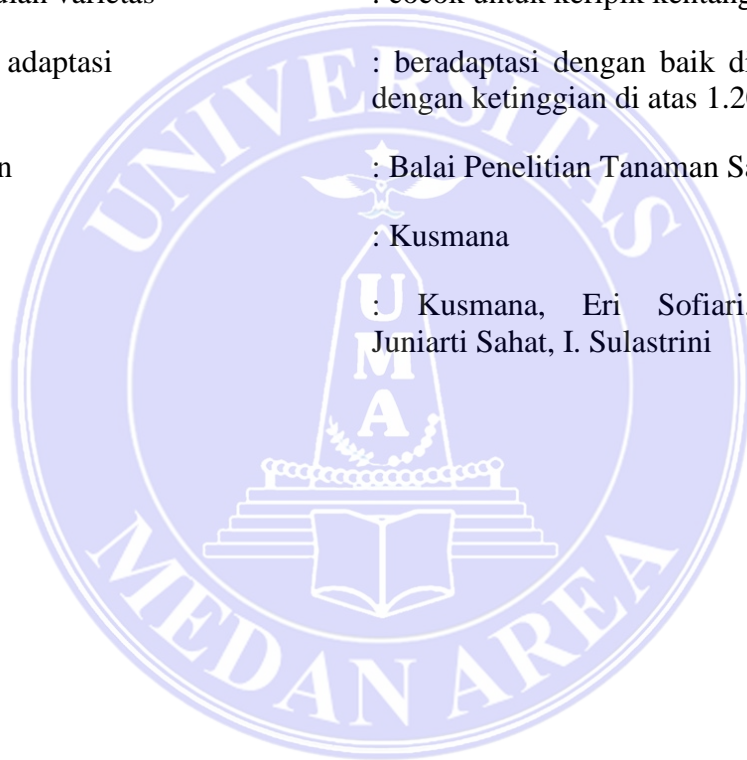 varietas : cocok untuk keripik kentang
adaptasi : beradaptasi dengan baik
dengan ketinggian di atas
: Balai Penelitian Tanaman
: Kusmana
: Kusmana, Eri Sofiari,
Juniarti Sahat, I. Sulastrini
UNIVERSITAS
UMA
MEDAN AREA